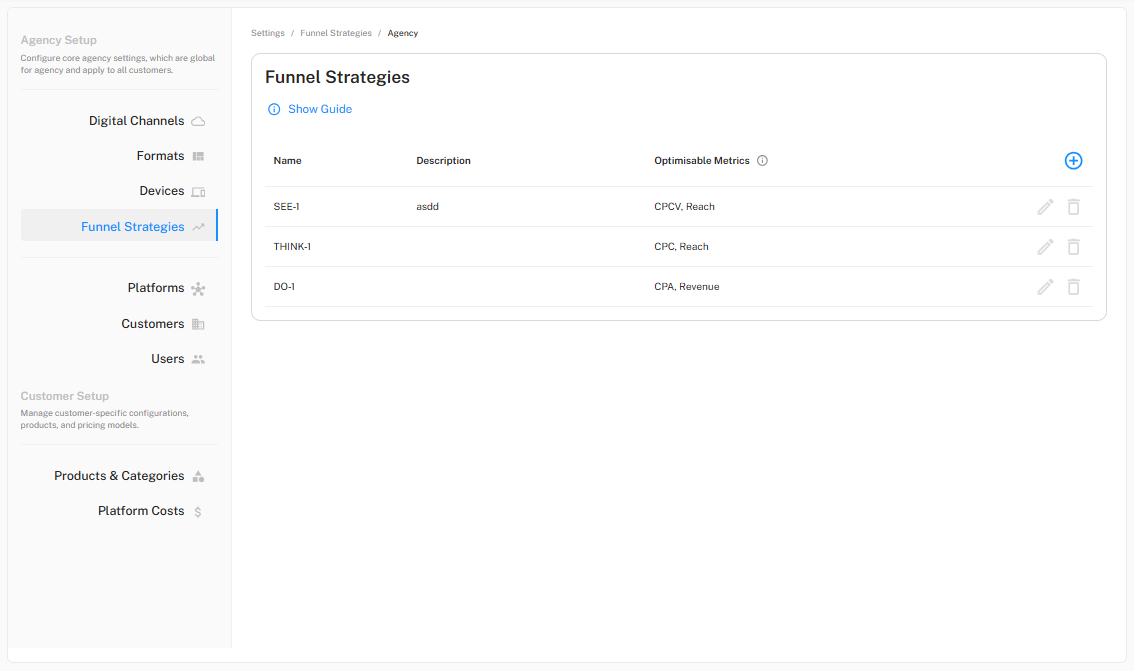 Agency Setup
Configure core agency settings, which are global
for agency and apply to all customers.
Digital Channels
Formats
Devices
Funnel Strategies
Platforms
Customers
Users
Customer Setup
Manage customer-specific configurations,
products, and pricing models.
Products & Categories
Platform Costs
Settings / Funnel Strategies / Agency
Funnel Strategies
Show Guide
Name Description Optimisable Metrics
SEE-1 asdd CPCV, Reach
THINK-1 CPC, Reach
DO-1 CPA, Revenue